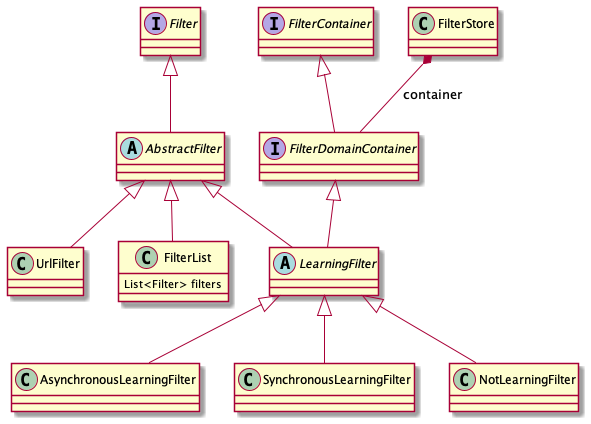 I Filter
I FilterContainer
C FilterStore
container
A AbstractFilter
I FilterDomainContainer
C UrlFilter
C FilterList
List<Filter> filters
A LearningFilter
C AsynchronousLearningFilter
C SynchronousLearningFilter
C NotLearningFilter